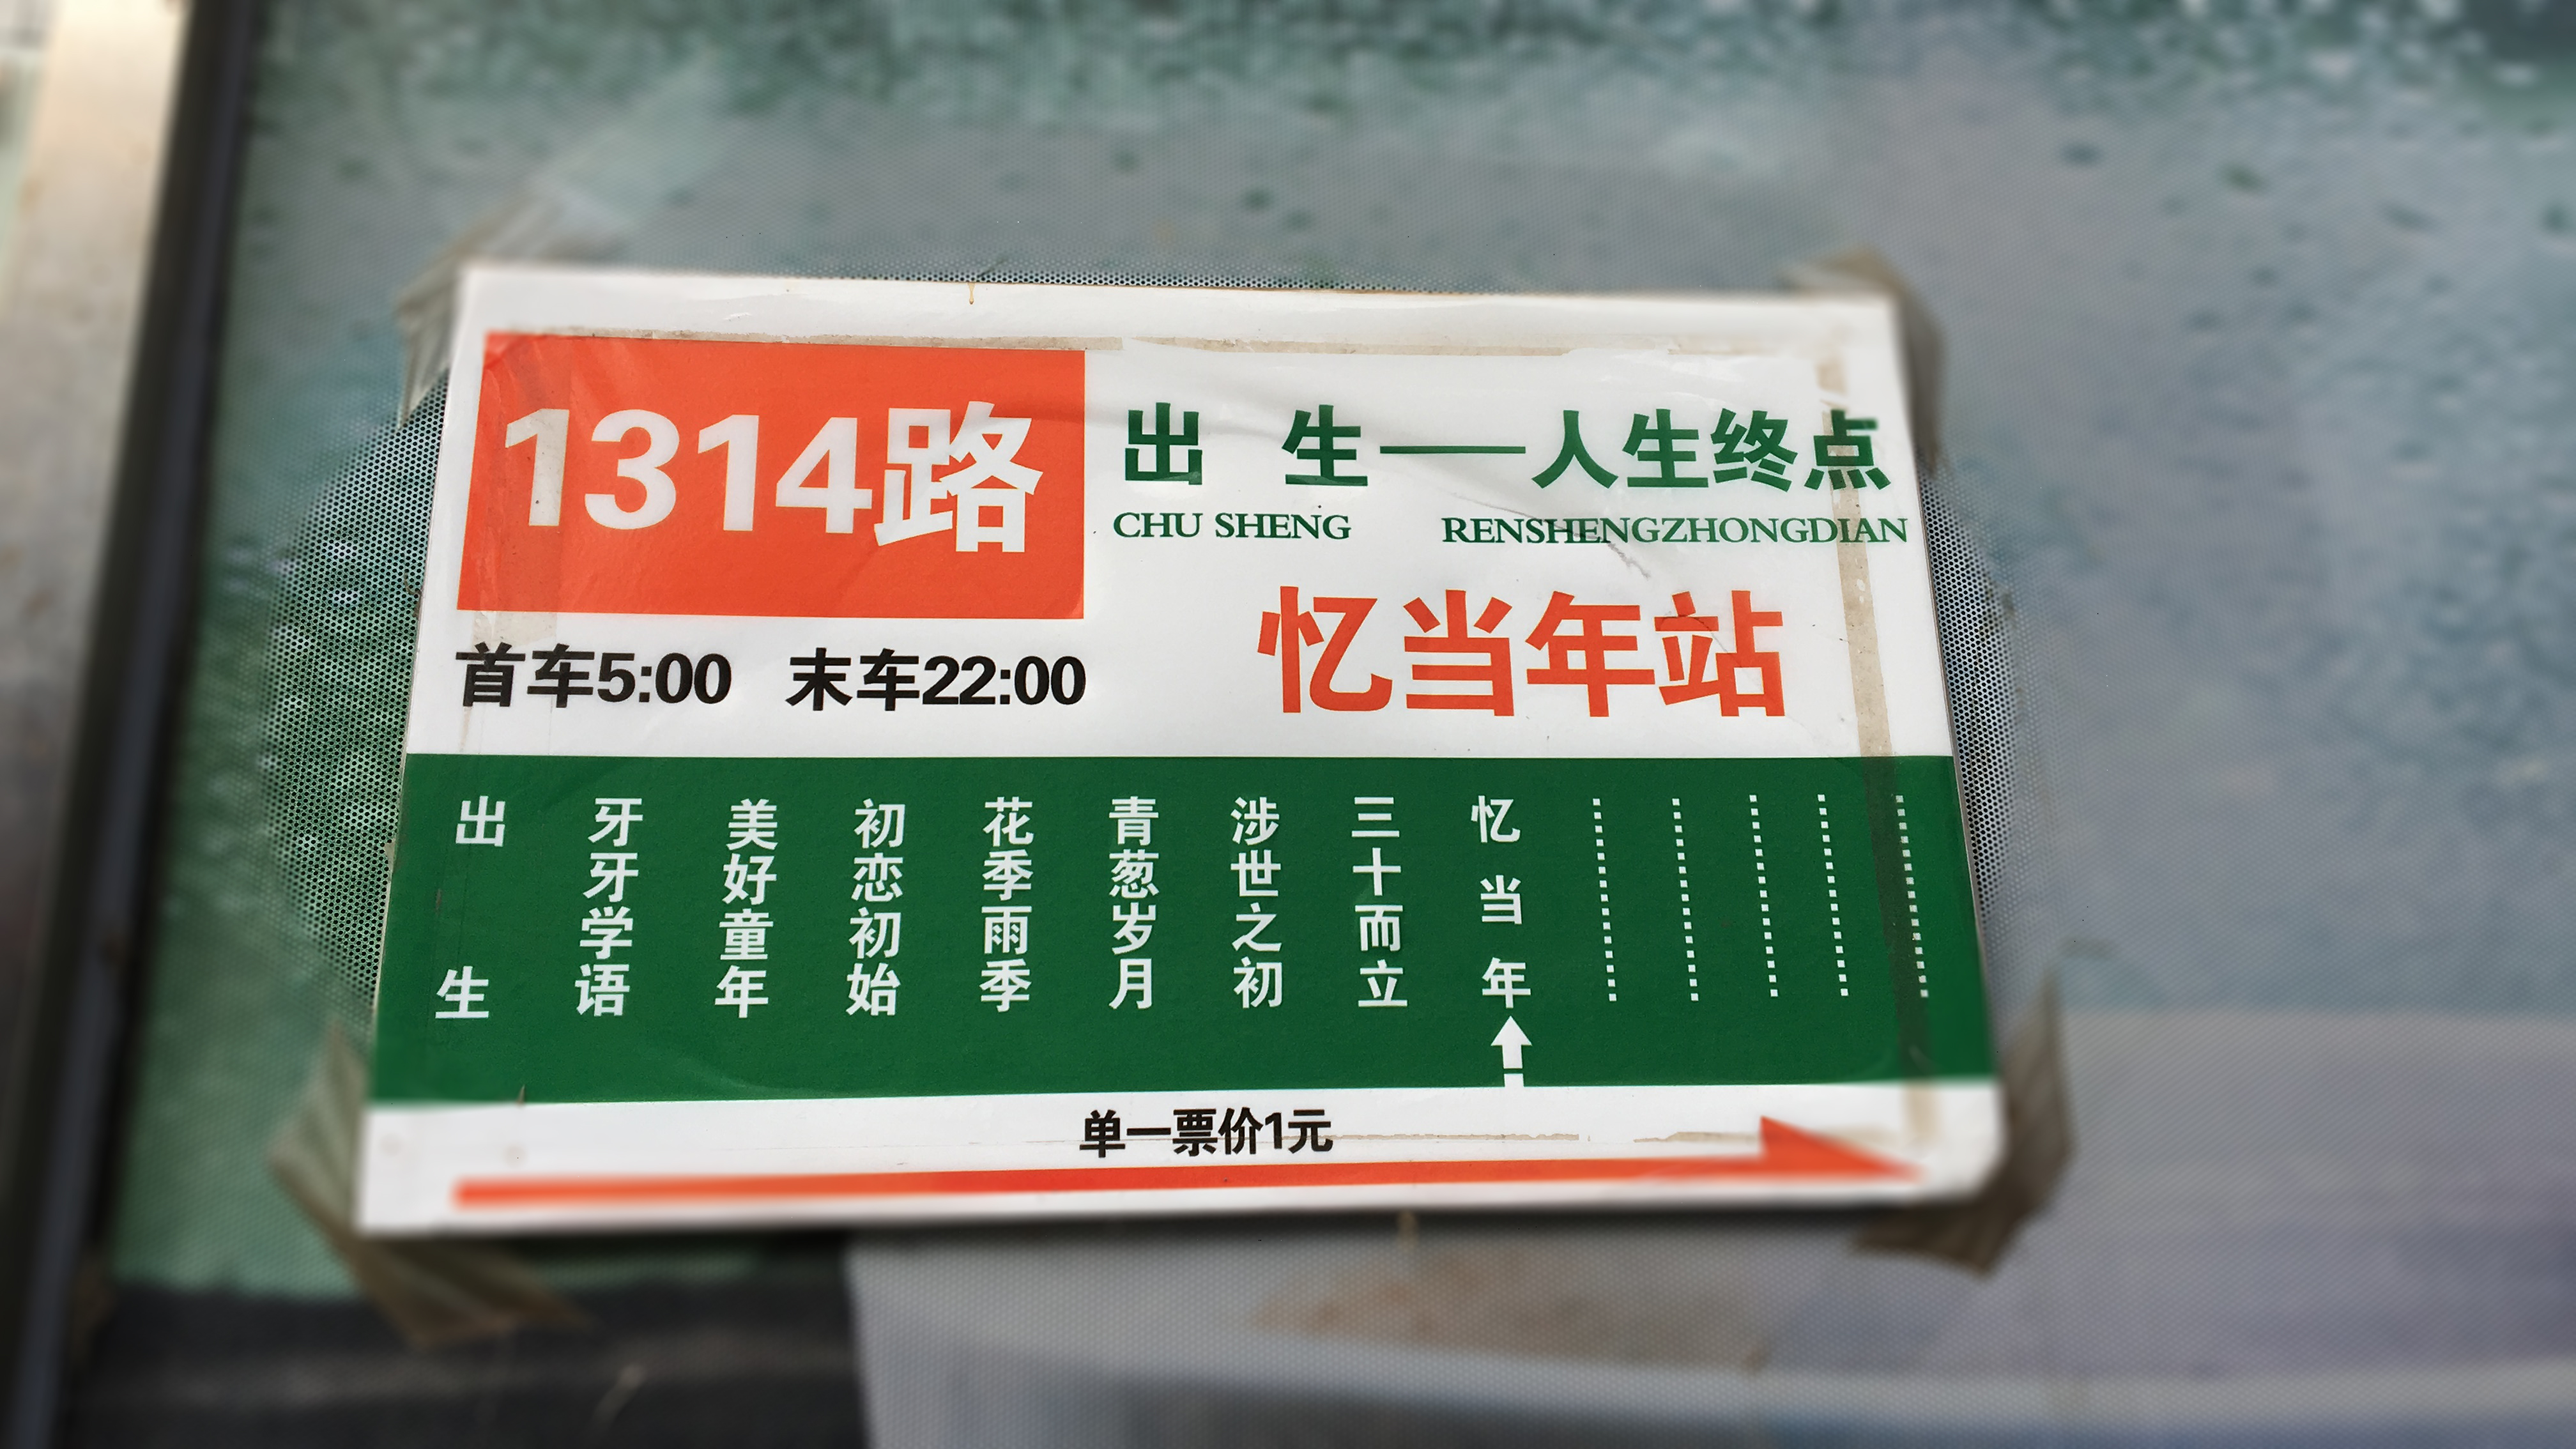 1314路
出 生——人生终点
CHU SHENG RENSHENGZHONGDIAN
忆当年站
首车5:00 末车22:00
出生
牙牙学语
美好童年
初恋初始
花季雨季
青葱岁月
涉世之初
三十而立
忆当年
单一票价1元